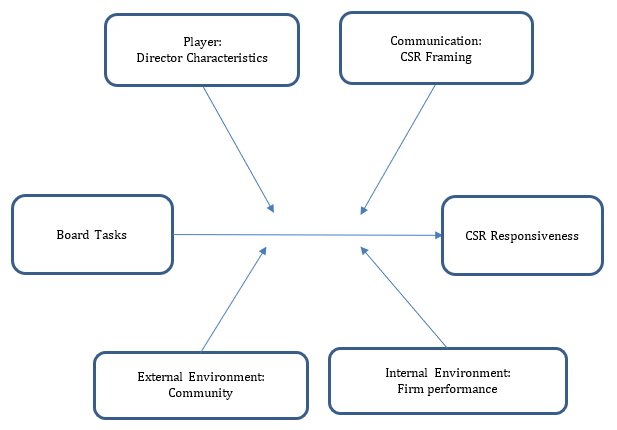 Player:
Director Characteristics
Communication:
CSR Framing
Board Tasks
CSR Responsiveness
External Environment:
Community
Internal Environment:
Firm performance